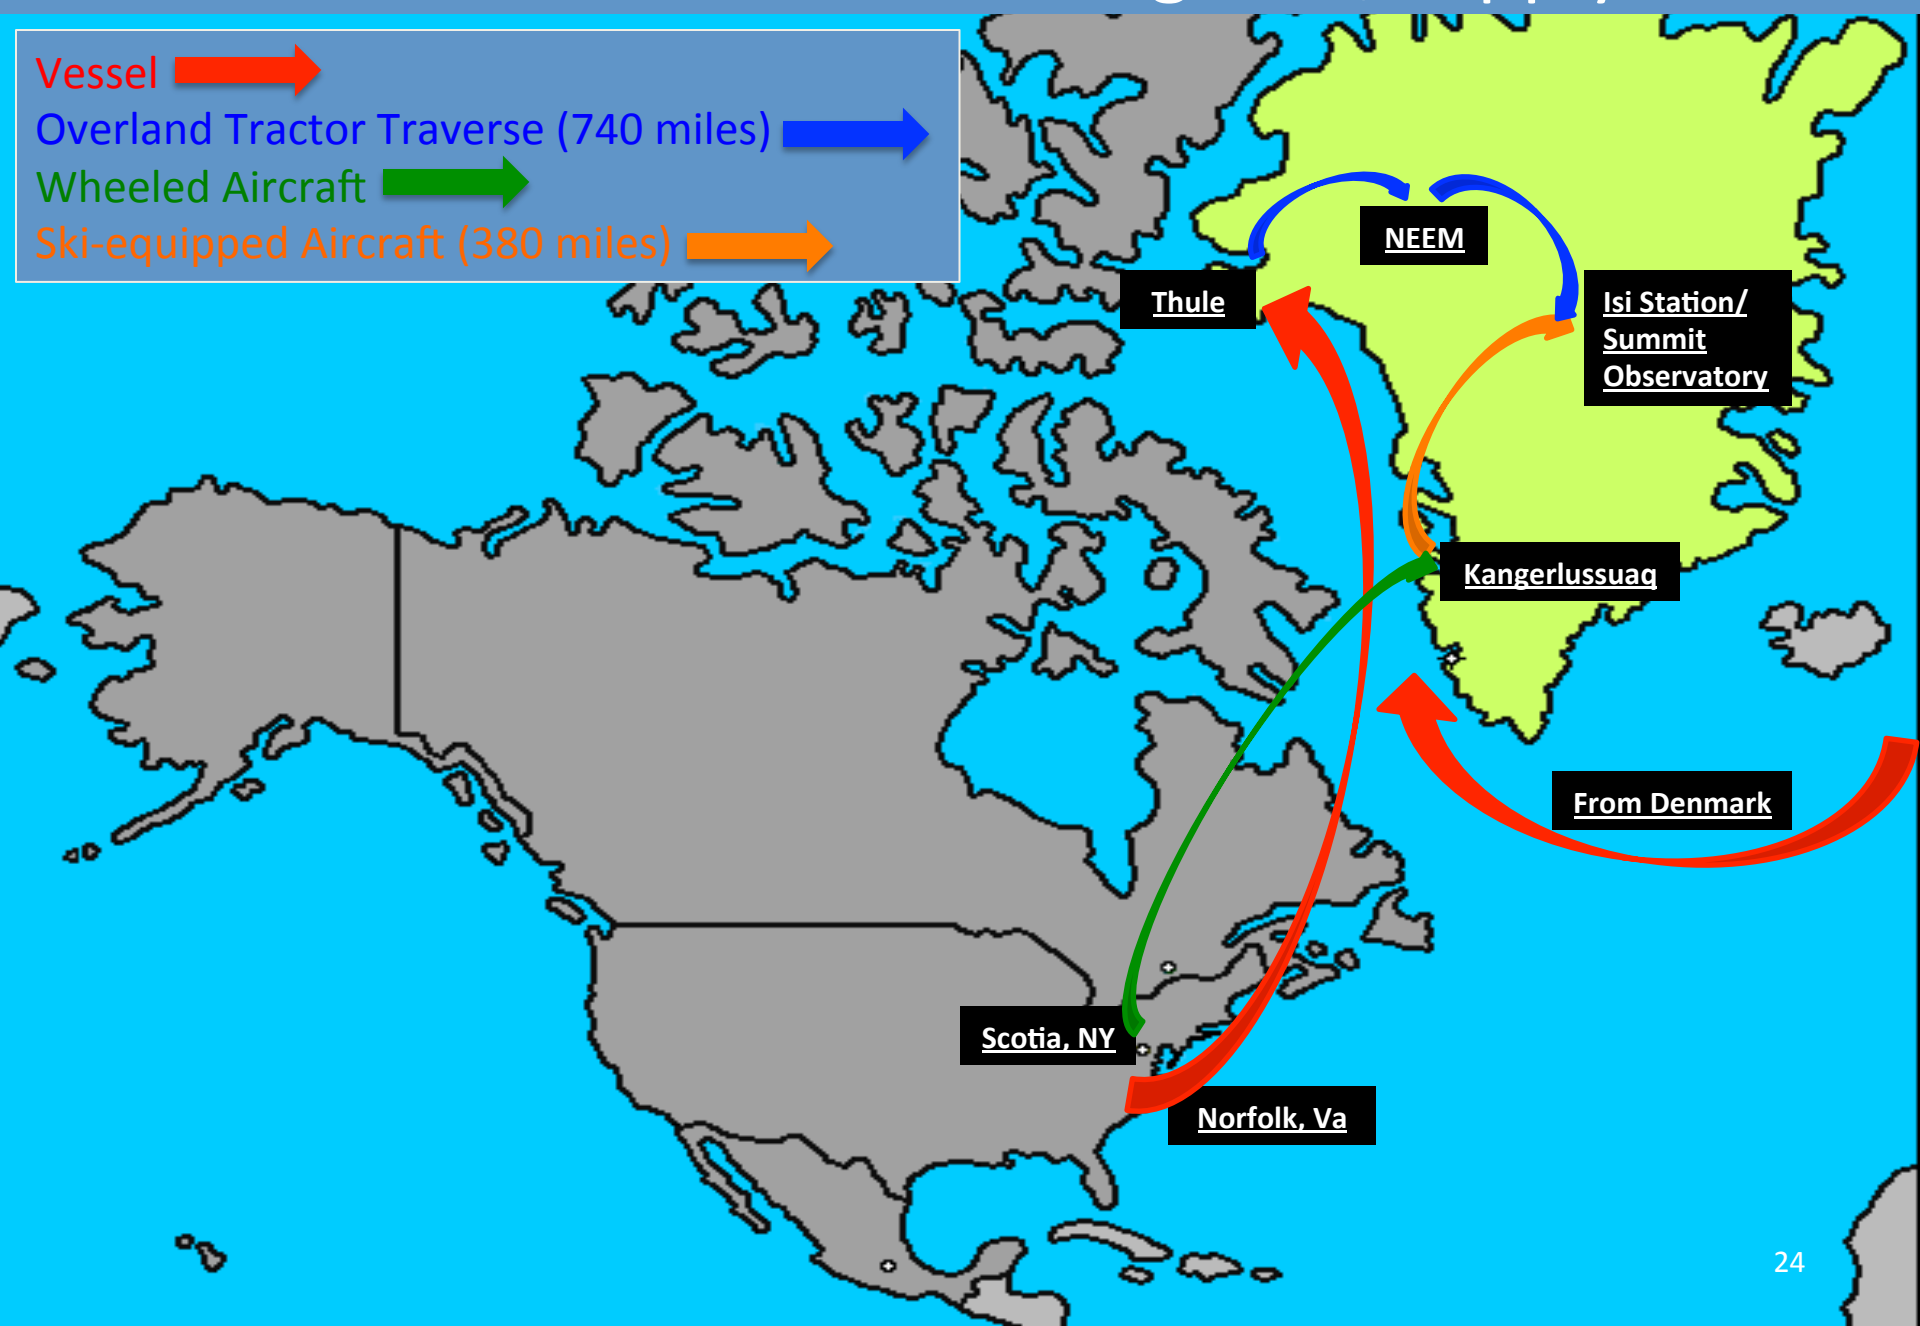 Vessel
Overland Tractor Traverse (740 miles)
Wheeled Aircraft
Ski-equipped Aircraft (380 miles)
NEEM
Thule
Isi Station/
Summit
Observatory
Kangerlussuaq
From Denmark
Scotia, NY
Norfolk, Va
24